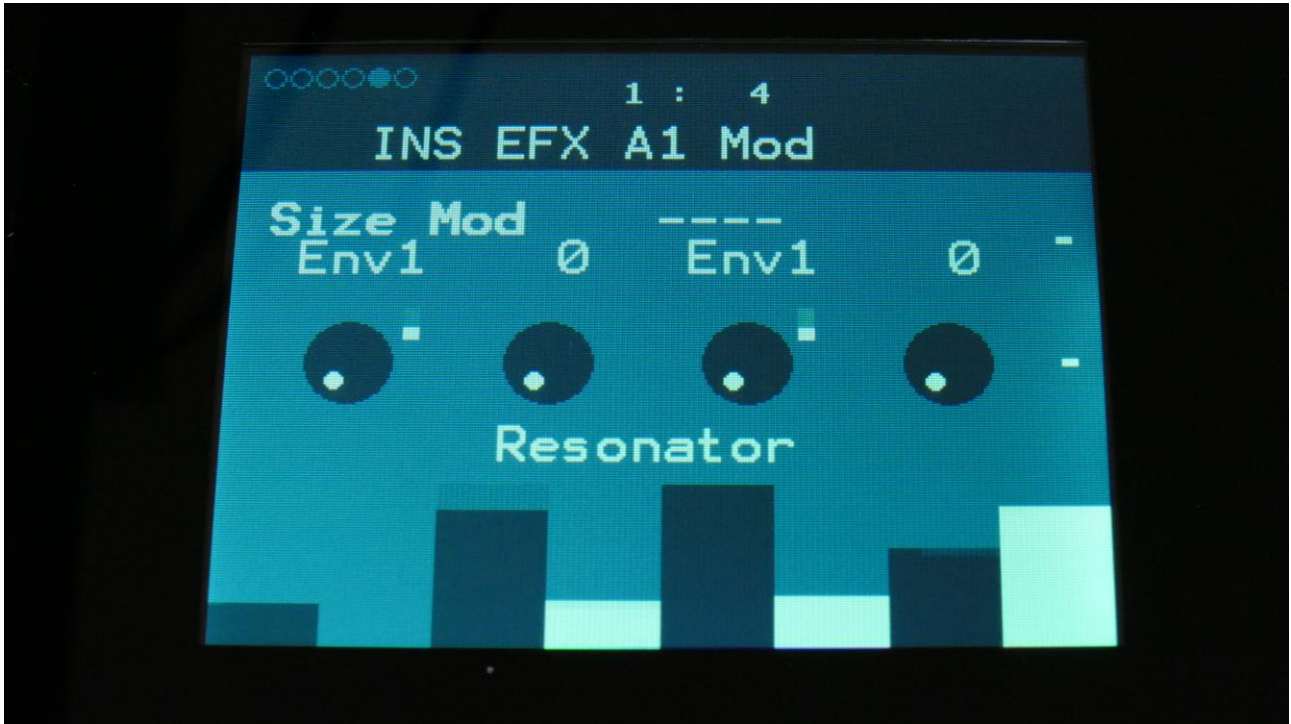 1 : 4
INS EFX A1 Mod
Size Mod ----
Env1 0 Env1 0
Resonator